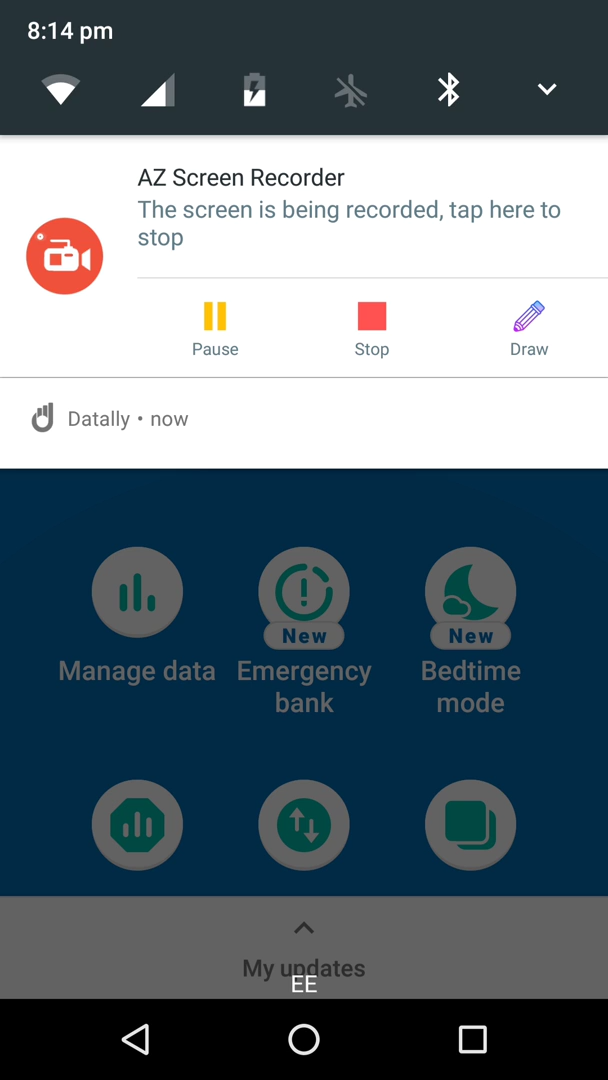 8:14 pm
AZ Screen Recorder
The screen is being recorded, tap here to
stop
Pause
Stop
Draw
Datally • now
New
New
Manage data
Emergency
bank
Bedtime
mode
My updates
EE